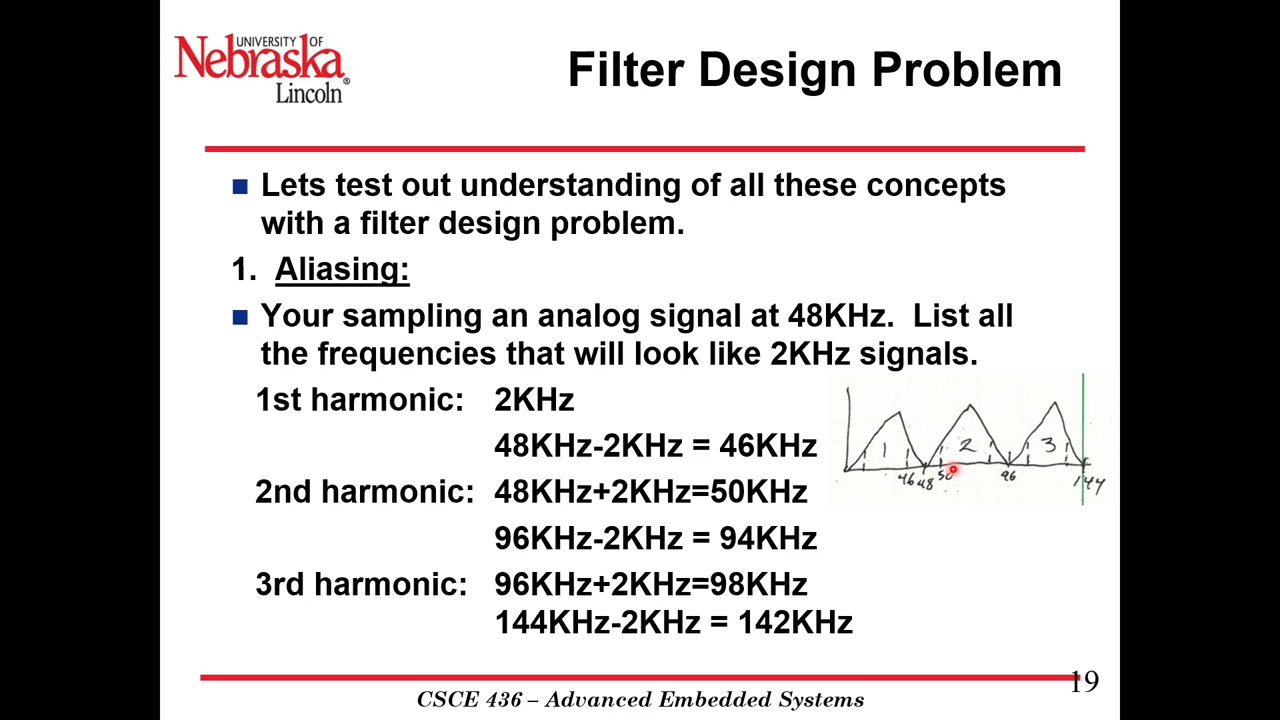 UNIVERSITY OF
Nebraska®
Lincoln
Filter Design Problem
Lets test out understanding of all these concepts
with a filter design problem.
1. Aliasing:
Your sampling an analog signal at 48KHz. List all
the frequencies that will look like 2KHz signals.
1st harmonic: 2KHz
48KHz-2KHz = 46KHz
2nd harmonic: 48KHz+2KHz=50KHz
96KHz-2KHz = 94KHz
3rd harmonic: 96KHz+2KHz=98KHz
144KHz-2KHz = 142KHz
1 2 3
46 48 50 96 144
19
CSCE 436 – Advanced Embedded Systems